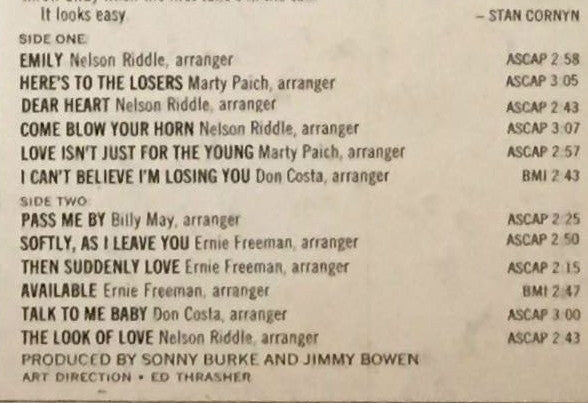 It looks easy.
– STAN CORNYN
SIDE ONE
EMILY Nelson Riddle, arranger ASCAP 2:58
HERE'S TO THE LOSERS Marty Paich, arranger ASCAP 3:05
DEAR HEART Nelson Riddle, arranger ASCAP 2:43
COME BLOW YOUR HORN Nelson Riddle, arranger ASCAP 3:07
LOVE ISN'T JUST FOR THE YOUNG Marty Paich, arranger ASCAP 2:57
I CAN'T BELIEVE I'M LOSING YOU Don Costa, arranger BMI 2:43
SIDE TWO
PASS ME BY Billy May, arranger ASCAP 2:25
SOFTLY, AS I LEAVE YOU Ernie Freeman, arranger ASCAP 2:50
THEN SUDDENLY LOVE Ernie Freeman, arranger ASCAP 2:15
AVAILABLE Ernie Freeman, arranger BMI 2:47
TALK TO ME BABY Don Costa, arranger ASCAP 3:00
THE LOOK OF LOVE Nelson Riddle, arranger ASCAP 2:43
PRODUCED BY SONNY BURKE AND JIMMY BOWEN
ART DIRECTION • ED THRASHER